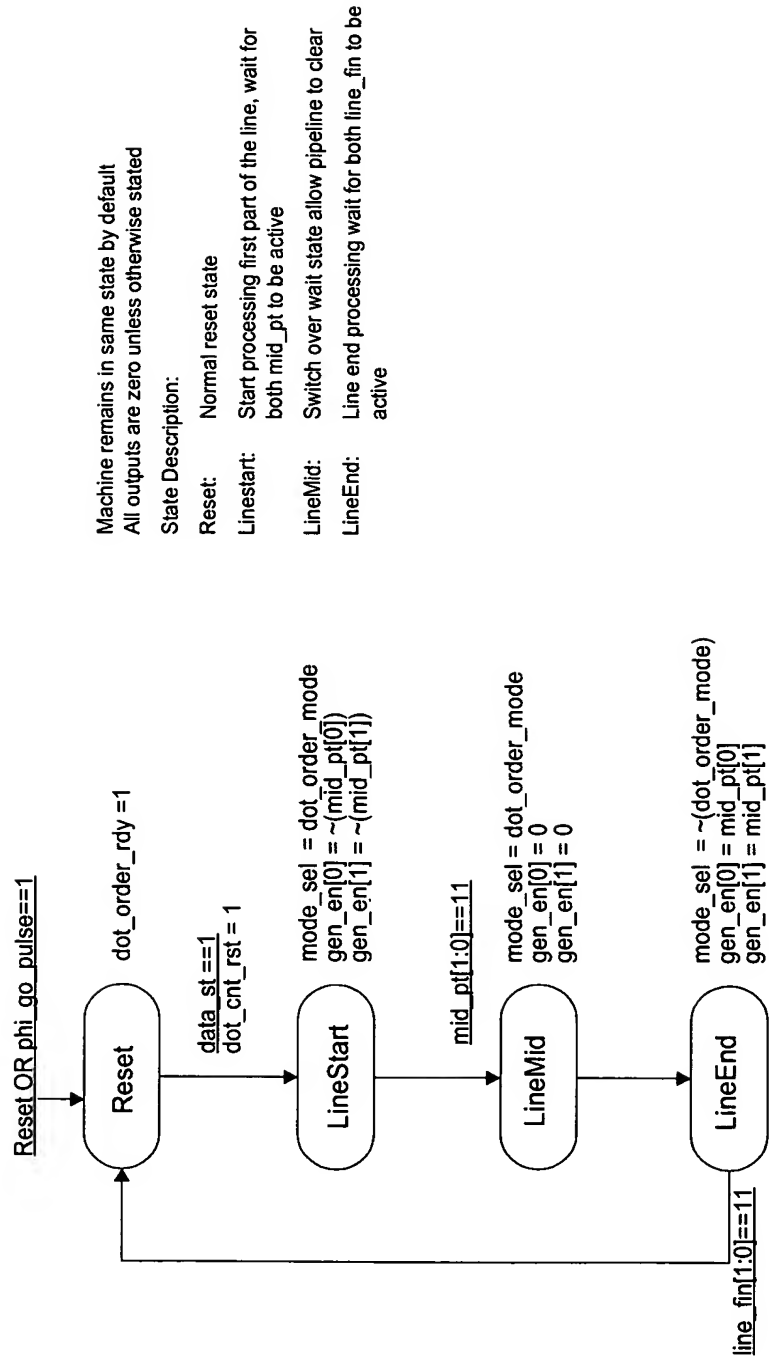 Reset OR phi_go_pulse==1
Reset
dot_order_rdy =1
data_st ==1
dot_cnt_rst = 1
LineStart
mode_sel = dot_order_mode
gen_en[0] = ~(mid_pt[0])
gen_en[1] = ~(mid_pt[1])
mid_pt[1:0]==11
LineMid
mode_sel = dot_order_mode
gen_en[0] = 0
gen_en[1] = 0
LineEnd
mode_sel = ~(dot_order_mode)
gen_en[0] = mid_pt[0]
gen_en[1] = mid_pt[1]
line_fin[1:0]==11
Machine remains in same state by default
All outputs are zero unless otherwise stated
State Description:
Reset: Normal reset state
Linestart: Start processing first part of the line, wait for
both mid_pt to be active
LineMid: Switch over wait state allow pipeline to clear
LineEnd: Line end processing wait for both line_fin to be
active